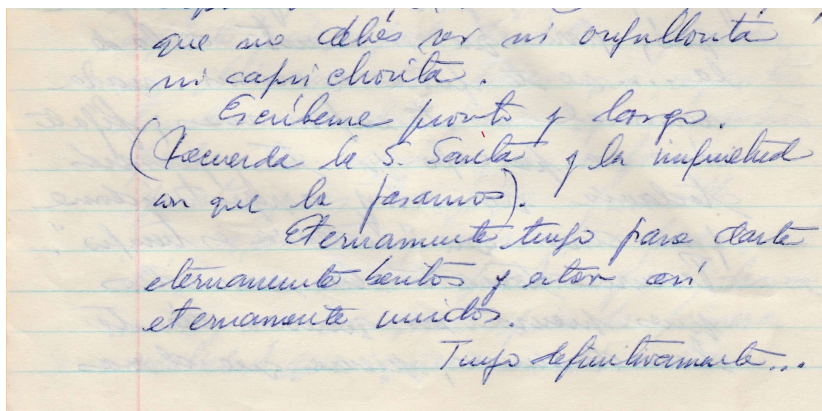 que no debés ser ni orgullosita
ni caprichosita.
Escríbeme pronto y largo.
(Recuerda la S. Santa y la inquietud
con que la pasamos).
Eternamente tuyo para darte
eternamente besitos y estar así
eternamente unidos.
Tuyo definitivamente...